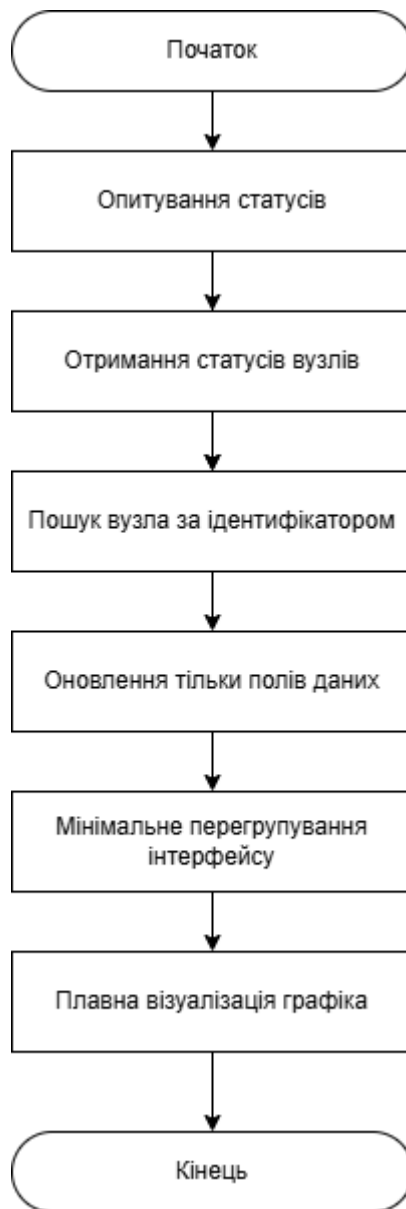 Початок
Опитування статусів
Отримання статусів вузлів
Пошук вузла за ідентифікатором
Оновлення тільки полів даних
Мінімальне перегрупування
інтерфейсу
Плавна візуалізація графіка
Кінець